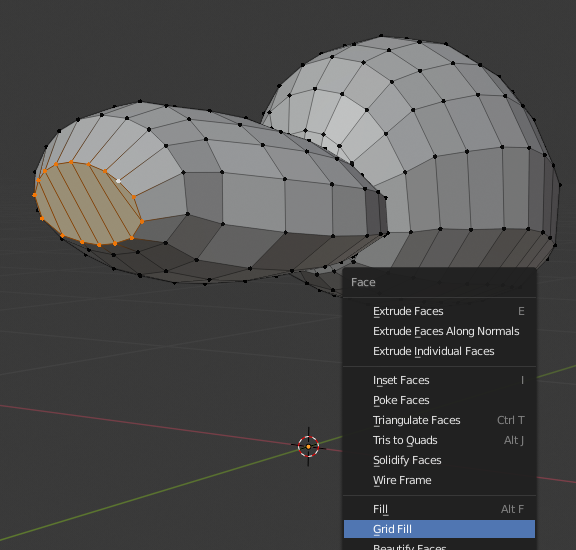 Face
Extrude Faces E
Extrude Faces Along Normals
Extrude Individual Faces
Inset Faces I
Poke Faces
Triangulate Faces Ctrl T
Tris to Quads Alt J
Solidify Faces
Wire Frame
Fill Alt F
Grid Fill
Beautify Faces